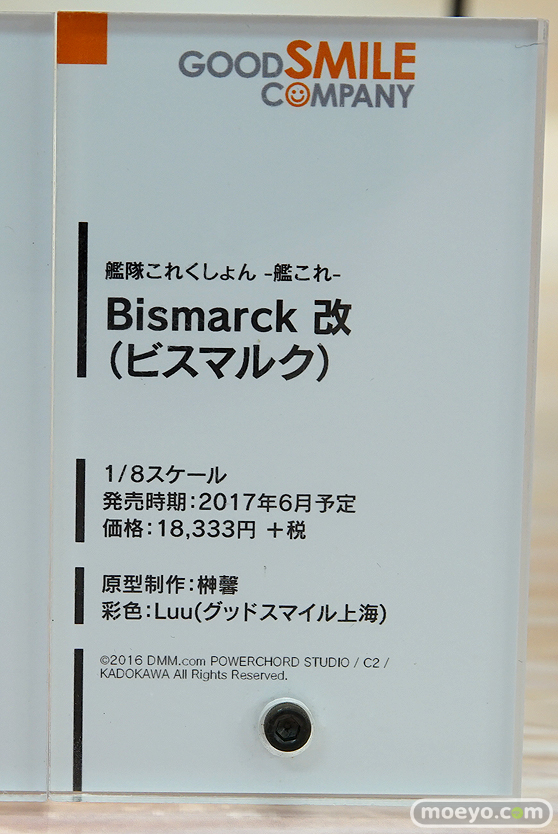 GOODSMILE
COMPANY
艦隊これくしょん -艦これ-
Bismarck 改
(ビスマルク)
1/8スケール
発売時期:2017年6月予定
価格:18,333円 +税
原型制作:榊馨
彩色:Luu(グッドスマイル上海)
©2016 DMM.com POWERCHORD STUDIO / C2 /
KADOKAWA All Rights Reserved.
moeyo.com